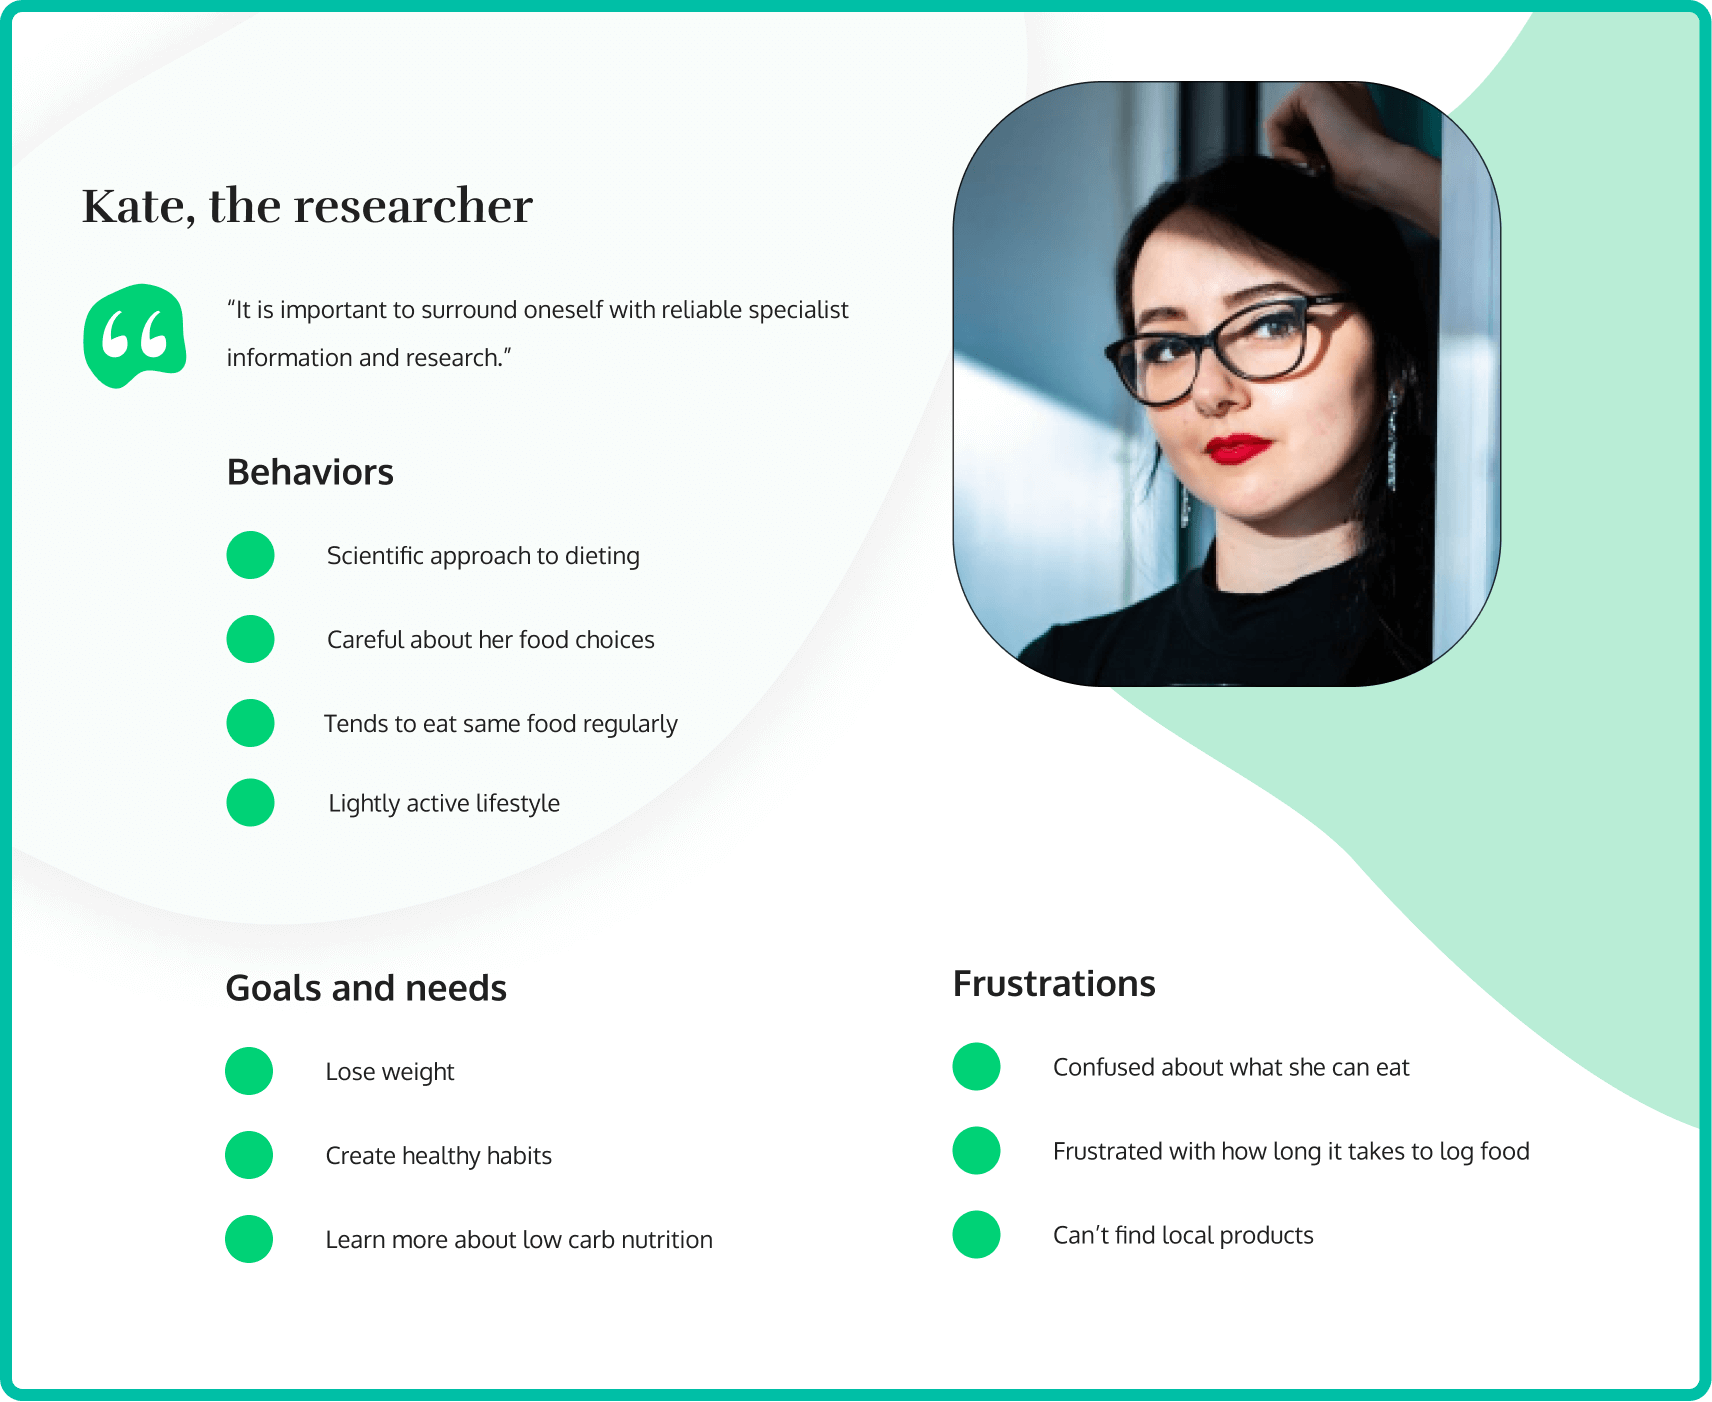 Kate, the researcher
“It is important to surround oneself with reliable specialist
information and research.”
Behaviors
Scientific approach to dieting
Careful about her food choices
Tends to eat same food regularly
Lightly active lifestyle
Goals and needs
Lose weight
Create healthy habits
Learn more about low carb nutrition
Frustrations
Confused about what she can eat
Frustrated with how long it takes to log food
Can’t find local products